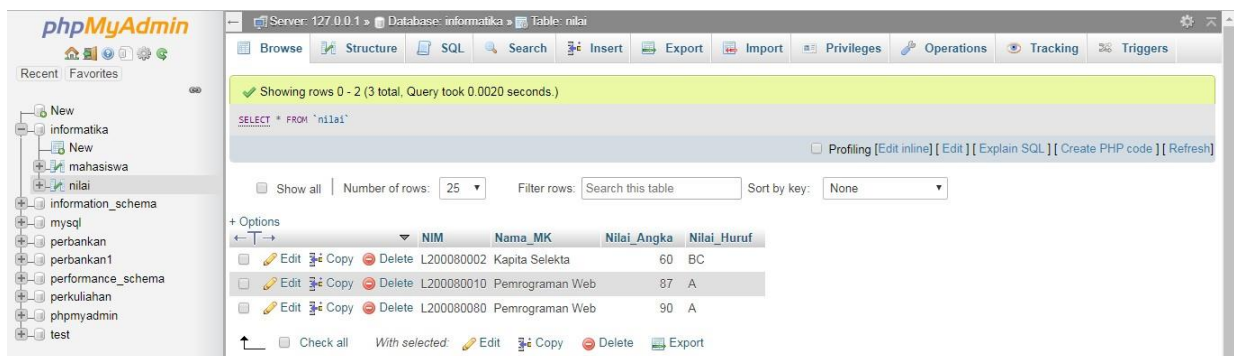 phpMyAdmin
Recent Favorites
New
informatika
New
mahasiswa
nilai
information_schema
mysql
perbankan
perbankan1
performance_schema
perkuliahan
phpmyadmin
test
Server: 127.0.0.1 » Database: informatika » Table: nilai
Browse Structure SQL Search Insert Export Import Privileges Operations Tracking Triggers
Showing rows 0 - 2 (3 total, Query took 0.0020 seconds.)
SELECT * FROM `nilai`
Profiling [Edit inline] [ Edit ] [ Explain SQL ] [ Create PHP code ] [ Refresh]
Show all | Number of rows: 25 Filter rows: Search this table Sort by key: None
+ Options
←T→ NIM Nama_MK Nilai_Angka Nilai_Huruf
Edit Copy Delete L200080002 Kapita Selekta 60 BC
Edit Copy Delete L200080010 Pemrograman Web 87 A
Edit Copy Delete L200080080 Pemrograman Web 90 A
Check all With selected: Edit Copy Delete Export